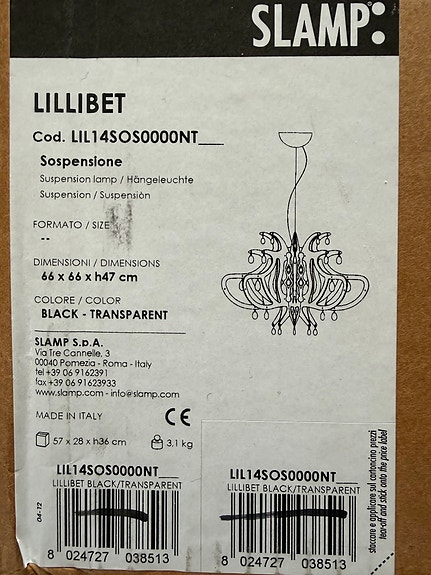 SLAMP:
LILLIBET
Cod. LIL14SOS0000NT___
Sospensione
Suspension lamp / Hängeleuchte
Suspension / Suspensiòn
FORMATO / SIZE
--
DIMENSIONI / DIMENSIONS
66 x 66 x h47 cm
COLORE / COLOR
BLACK - TRANSPARENT
SLAMP S.p.A.
Via Tre Cannelle, 3
00040 Pomezia - Roma - Italy
tel +39 06 9162391
fax +39 06 91623933
www.slamp.com - info@slamp.com
MADE IN ITALY
CE
57 x 28 x h36 cm
3,1 kg
LIL14SOS0000NT___
LILLIBET BLACK/TRANSPARENT
8 024727 038513
04-12
LIL14SOS0000NT___
LILLIBET BLACK/TRANSPARENT
8 024727 038513
staccare e applicare sul cartoncino prezzi
tear-off and stick onto the price label